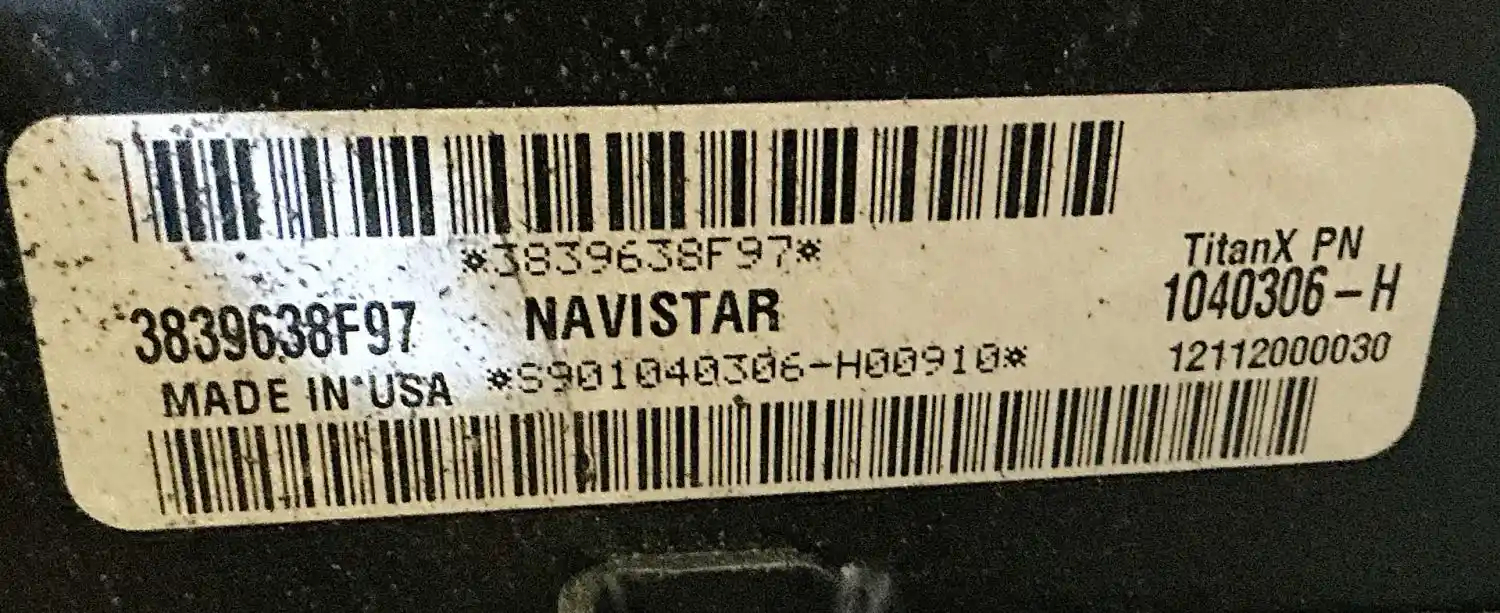 *3839638F97*
TitanX PN
3839638F97 NAVISTAR 1040306-H
MADE IN USA *S901040306-H00910* 12112000030